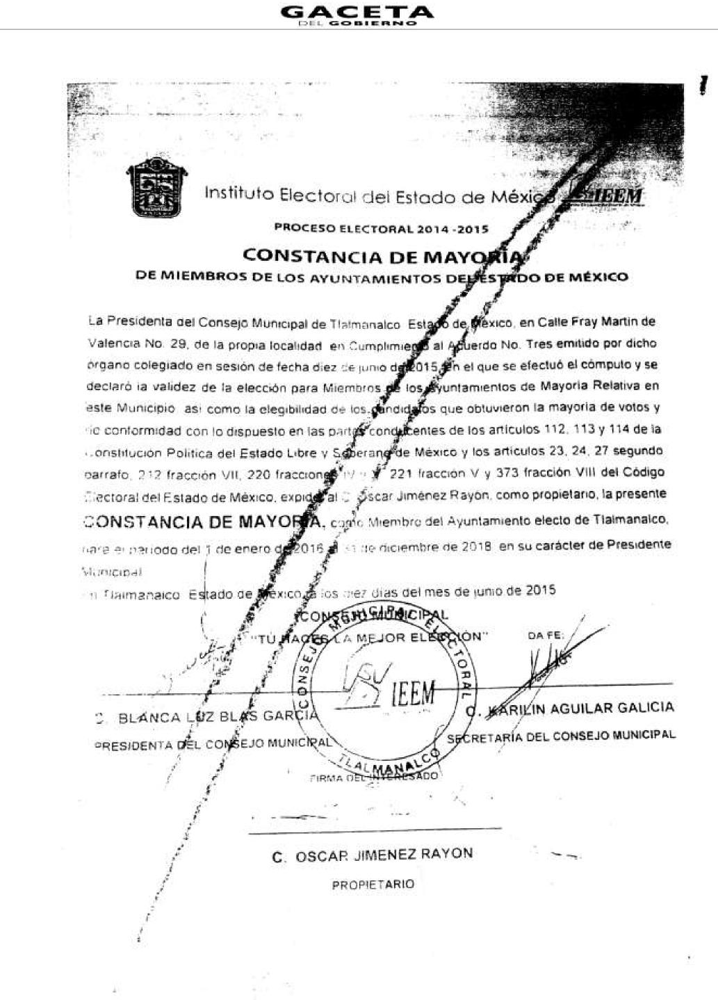 GACETA
DEL GOBIERNO
Instituto Electoral del Estado de México IEEM
PROCESO ELECTORAL 2014 -2015
CONSTANCIA DE MAYORÍA
DE MIEMBROS DE LOS AYUNTAMIENTOS DEL ESTADO DE MÉXICO
La Presidenta del Consejo Municipal de Tlalmanalco Estado de México, en Calle Fray Martin de
Valencia No. 29, de la propia localidad en Cumplimiento al Acuerdo No. Tres emitido por dicho
órgano colegiado en sesión de fecha diez de junio de 2015, en el que se efectuó el cómputo y se
declaró la validez de la elección para Miembros de los Ayuntamientos de Mayoría Relativa en
este Municipio así como la elegibilidad de los candidatos que obtuvieron la mayoria de votos y
de conformidad con lo dispuesto en las partes conducentes de los artículos 112, 113 y 114 de la
Constitución Política del Estado Libre y Soberano de México y los artículos 23, 24, 27 segundo
párrafo, 212 fracción VII, 220 fracciones IV y 221 fracción V y 373 fracción VIII del Código
Electoral del Estado de México, expide al C. Oscar Jiménez Rayón, como propietario, la presente
CONSTANCIA DE MAYORÍA, como Miembro del Ayuntamiento electo de Tlalmanalco,
para el periodo del 1 de enero de 2016 al 31 de diciembre de 2018 en su carácter de Presidente
Municipal
en Tlalmanalco Estado de México, a los diez días del mes de junio de 2015
CONSEJO MUNICIPAL
"TÚ HACES LA MEJOR ELECCIÓN" DA FE:
CONSEJO MUNICIPAL ELECTORAL
IEEM
TLALMANALCO
C. BLANCA LUZ BLAS GARCIA C. KARILIN AGUILAR GALICIA
PRESIDENTA DEL CONSEJO MUNICIPAL SECRETARIA DEL CONSEJO MUNICIPAL
FIRMA DEL INTERESADO
C. OSCAR JIMENEZ RAYON
PROPIETARIO